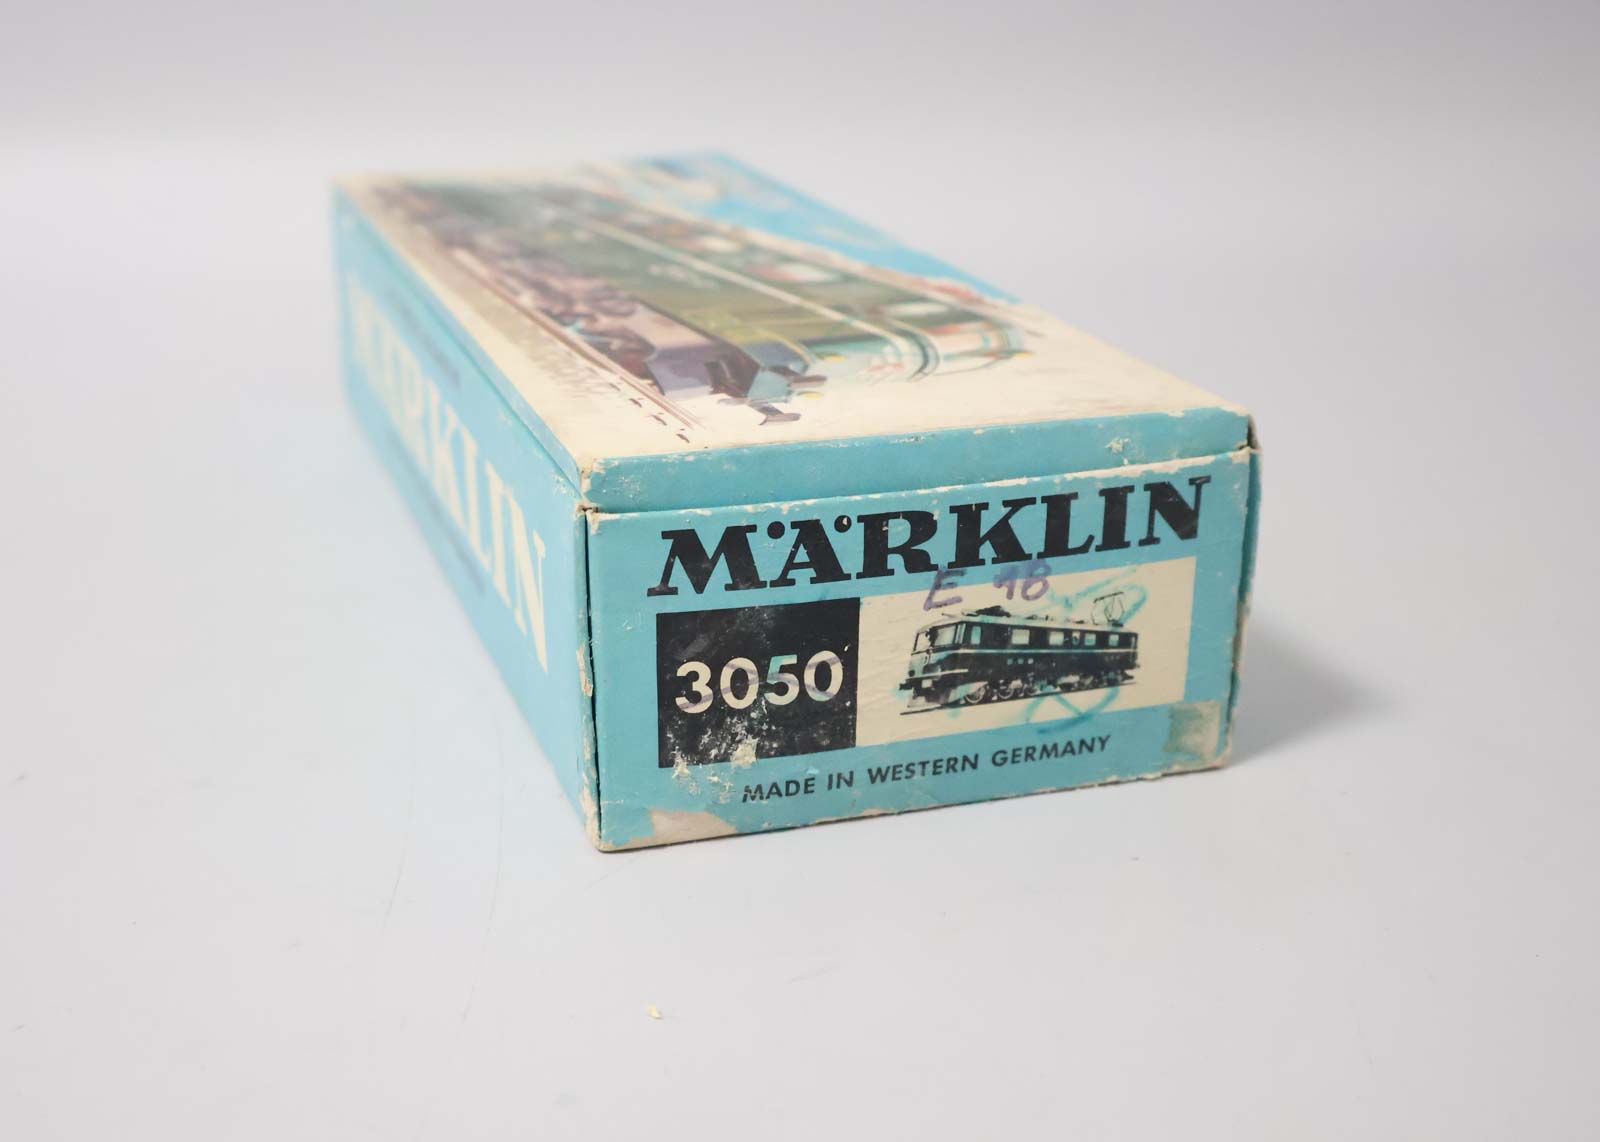 MÄRKLIN
MÄRKLIN
E 18
3050
MADE IN WESTERN GERMANY